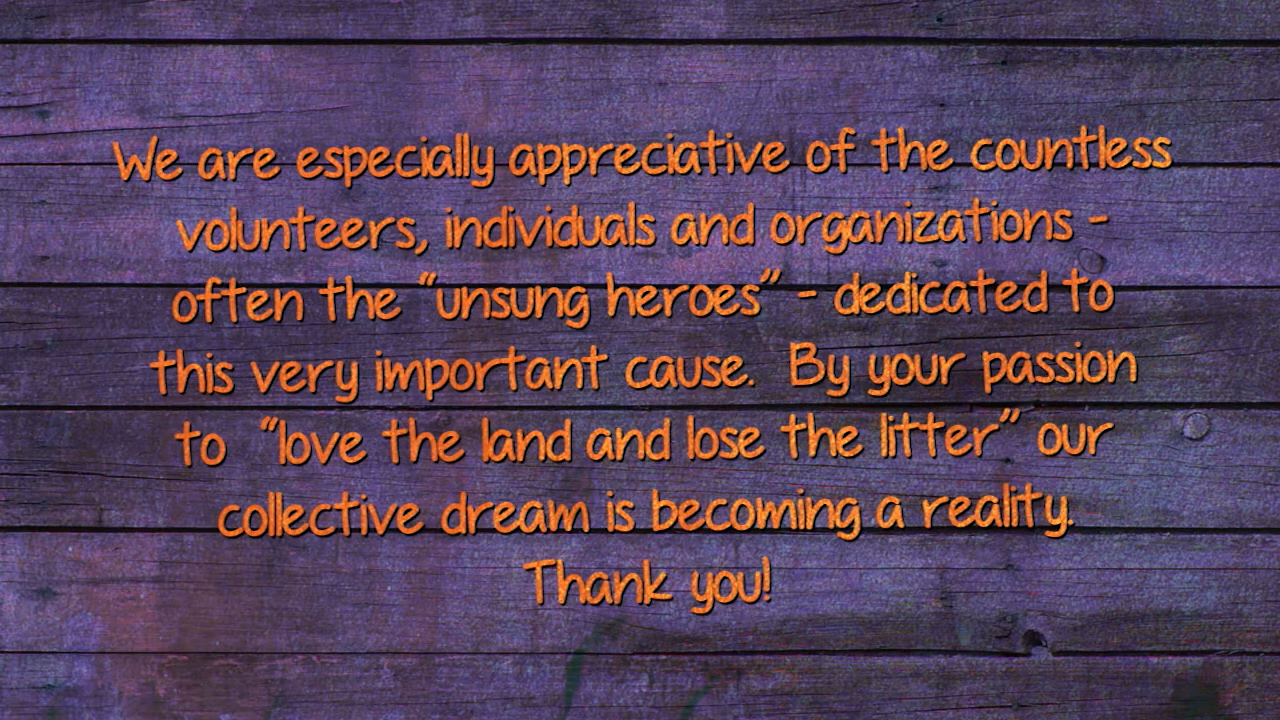 We are especially appreciative of the countless
volunteers, individuals and organizations -
often the “unsung heroes” - dedicated to
this very important cause.  By your passion
to  “love the land and lose the litter” our
collective dream is becoming a reality.
Thank you!